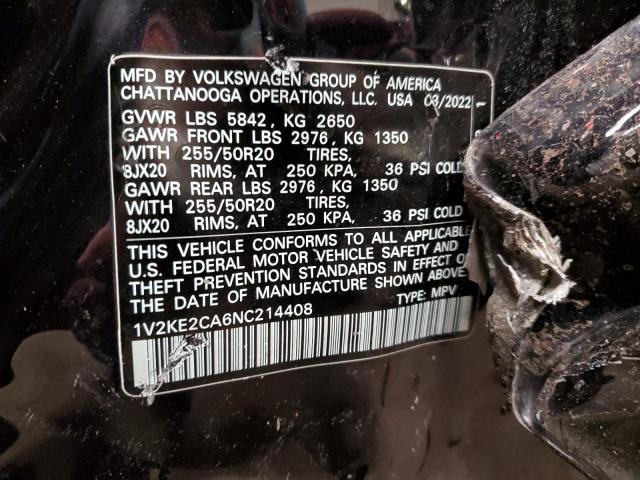 MFD BY VOLKSWAGEN GROUP OF AMERICA
CHATTANOOGA OPERATIONS, LLC. USA 03/2022
GVWR LBS 5842, KG 2650
GAWR FRONT LBS 2976, KG 1350
WITH 255/50R20 TIRES,
8JX20 RIMS, AT 250 KPA, 36 PSI COLD
GAWR REAR LBS 2976, KG 1350
WITH 255/50R20 TIRES,
8JX20 RIMS, AT 250 KPA, 36 PSI COLD
THIS VEHICLE CONFORMS TO ALL APPLICABLE
U.S. FEDERAL MOTOR VEHICLE SAFETY AND
THEFT PREVENTION STANDARDS IN EFFECT ON
THE DATE OF MANUFACTURE SHOWN ABOVE.
1V2KE2CA6NC214408 TYPE: MPV